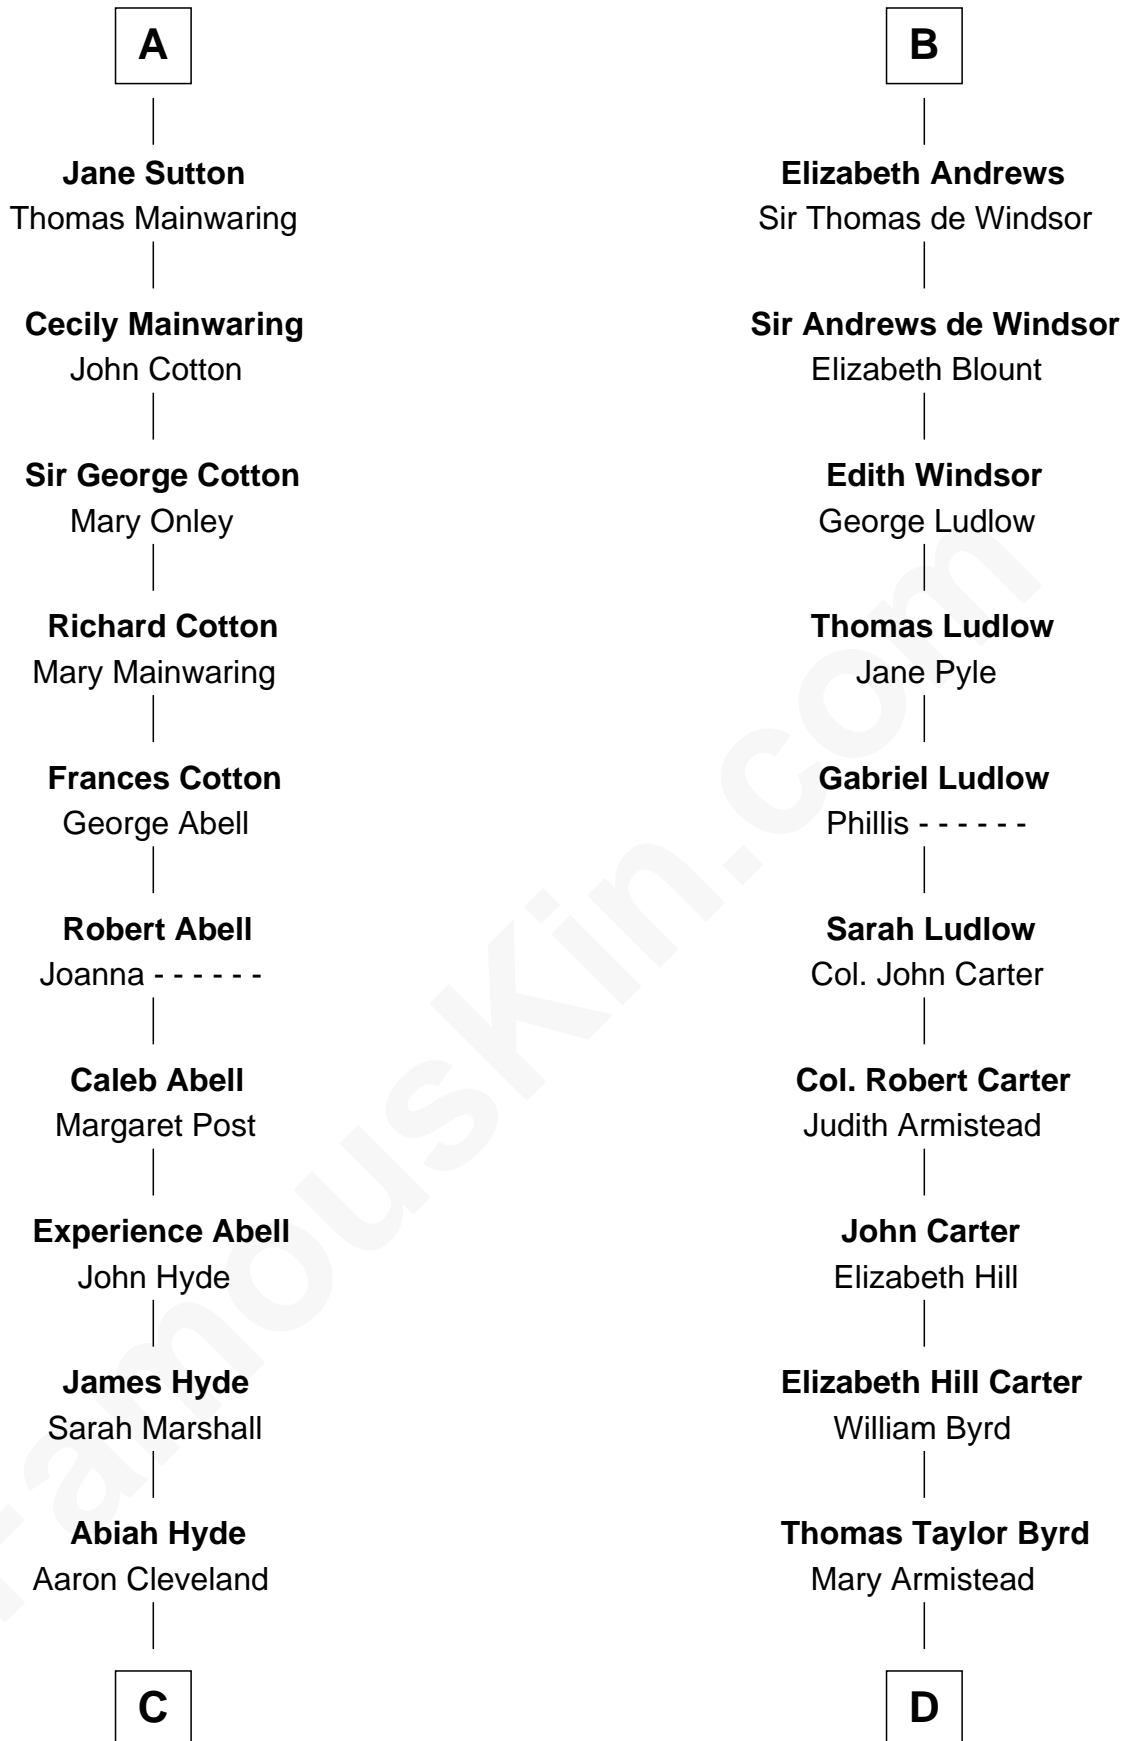 A
Jane Sutton
Thomas Mainwaring
Cecily Mainwaring
John Cotton
Sir George Cotton
Mary Onley
Richard Cotton
Mary Mainwaring
Frances Cotton
George Abell
Robert Abell
Joanna - - - - - -
Caleb Abell
Margaret Post
Experience Abell
John Hyde
James Hyde
Sarah Marshall
Abiah Hyde
Aaron Cleveland
C
B
Elizabeth Andrews
Sir Thomas de Windsor
Sir Andrews de Windsor
Elizabeth Blount
Edith Windsor
George Ludlow
Thomas Ludlow
Jane Pyle
Gabriel Ludlow
Phillis - - - - - -
Sarah Ludlow
Col. John Carter
Col. Robert Carter
Judith Armistead
John Carter
Elizabeth Hill
Elizabeth Hill Carter
William Byrd
Thomas Taylor Byrd
Mary Armistead
D
FamousKin.com